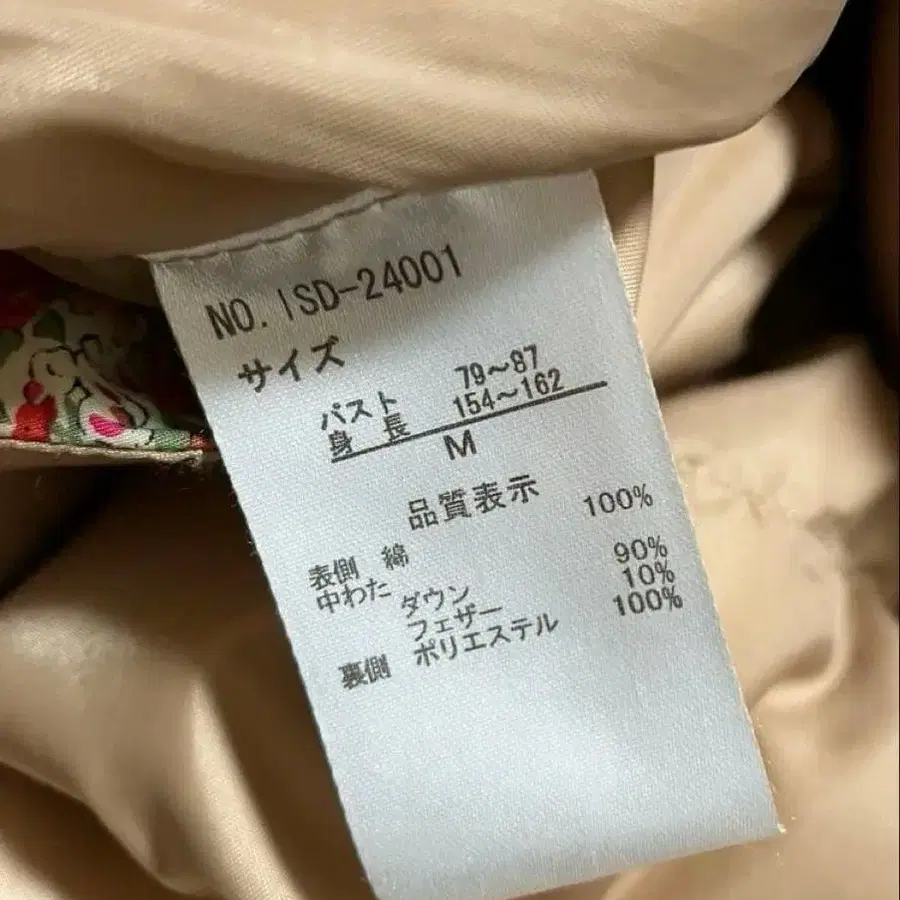 NO. ISD-24001
サイズ
バスト 79～87
身長 154～162
M
品質表示
表側 綿 100%
中わた ダウン 90%
フェザー 10%
裏側 ポリエステル 100%